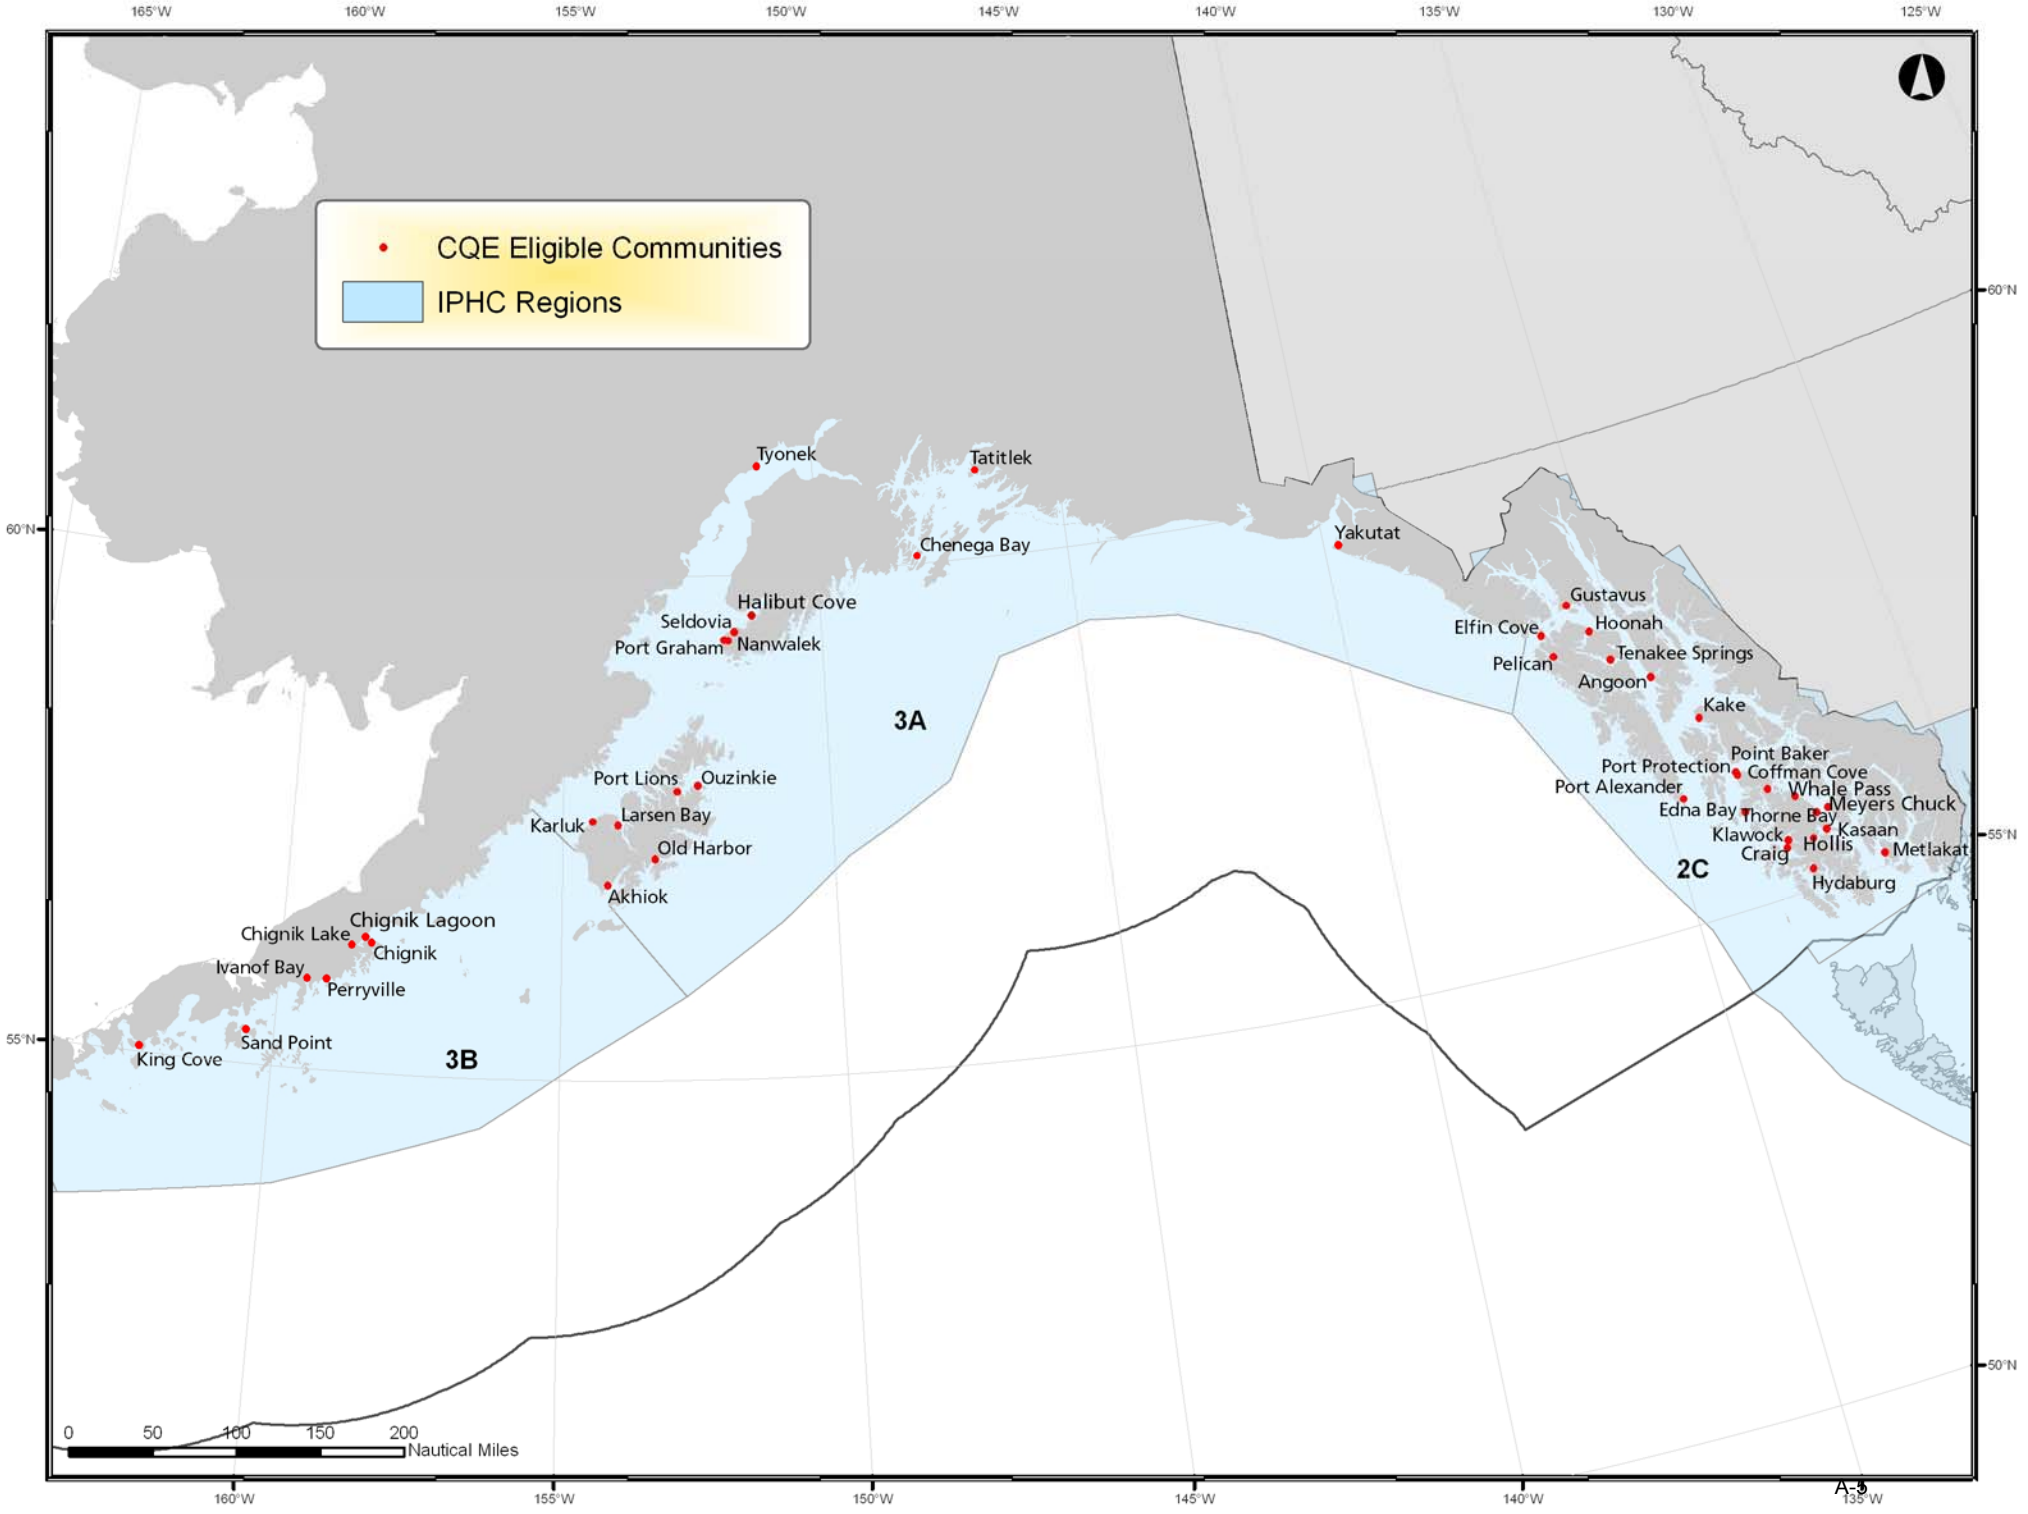 165°W 160°W 155°W 150°W 145°W 140°W 135°W 130°W 125°W
CQE Eligible Communities
IPHC Regions
60°N
Tyonek
Tatitlek
60°N
Yakutat
Chenega Bay
Halibut Cove
Seldovia
Port Graham
Nanwalek
Gustavus
Elfin Cove
Hoonah
Pelican
Tenakee Springs
Angoon
Kake
3A
Point Baker
Port Protection
Coffman Cove
Port Alexander
Whale Pass
Edna Bay
Meyers Chuck
Thorne Bay
Klawock
Kasaan
Craig
Hollis
Metlakat
Hydaburg
2C
55°N
Port Lions
Ouzinkie
Karluk
Larsen Bay
Old Harbor
Akhiok
Chignik Lagoon
Chignik Lake
Chignik
Ivanof Bay
Perryville
Sand Point
King Cove
3B
55°N
50°N
0 50 100 150 200
Nautical Miles
160°W 155°W 150°W 145°W 140°W 135°W